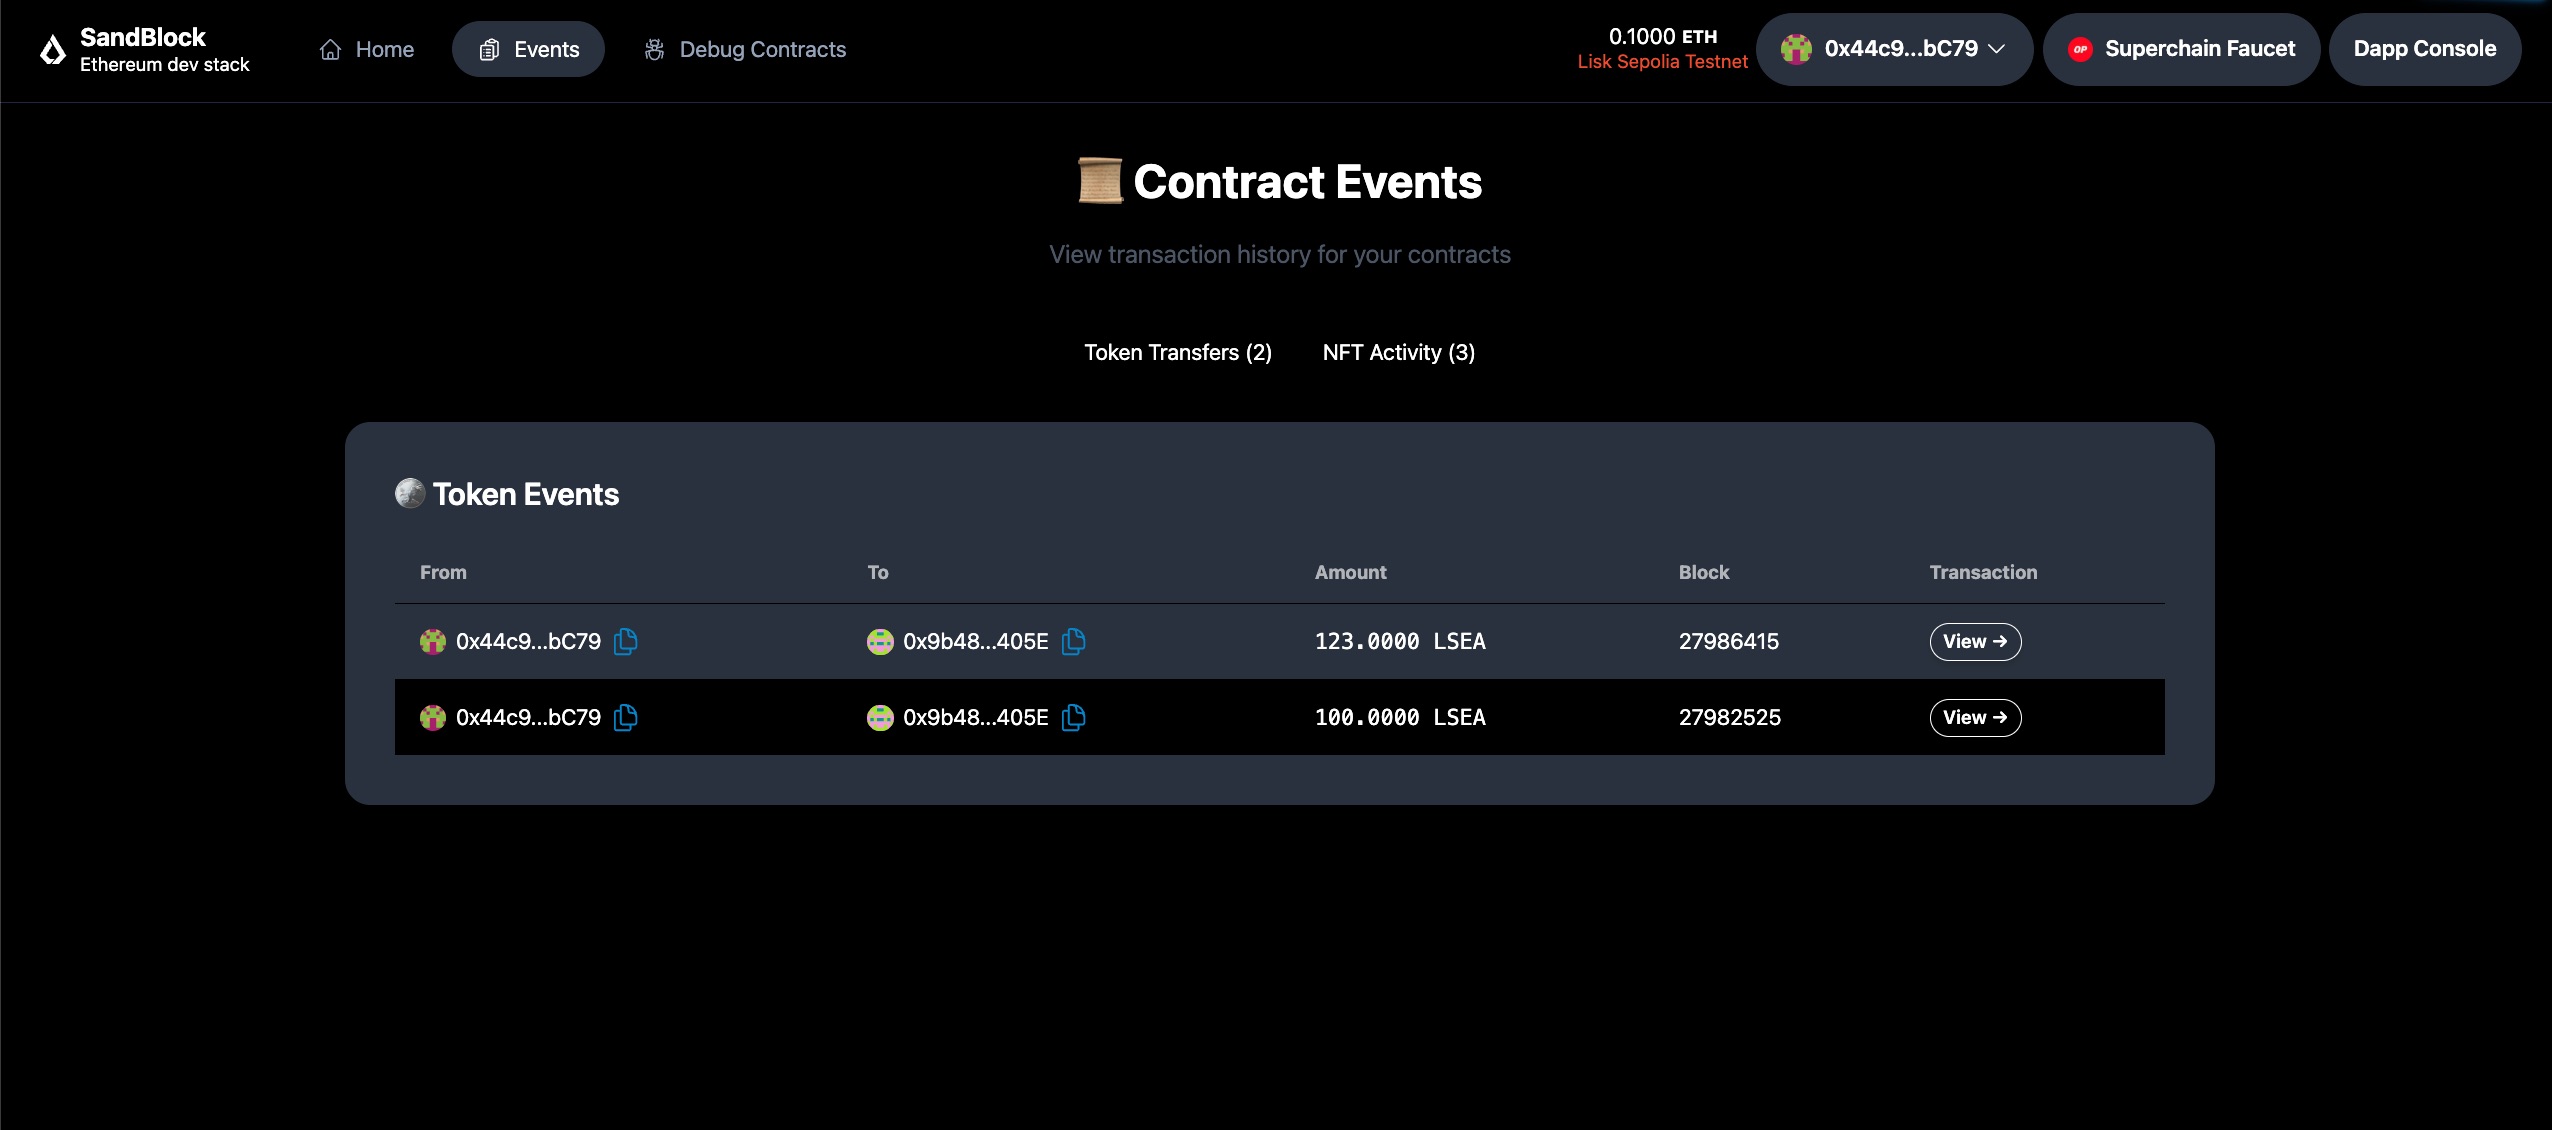 SandBlock
Ethereum dev stack
Home
Events
Debug Contracts
0.1000 ETH
Lisk Sepolia Testnet
0x44c9...bC79
OP
Superchain Faucet
Dapp Console
Contract Events
View transaction history for your contracts
Token Transfers (2)
NFT Activity (3)
Token Events
From To Amount Block Transaction
0x44c9...bC79 0x9b48...405E 123.0000 LSEA 27986415 View →
0x44c9...bC79 0x9b48...405E 100.0000 LSEA 27982525 View →